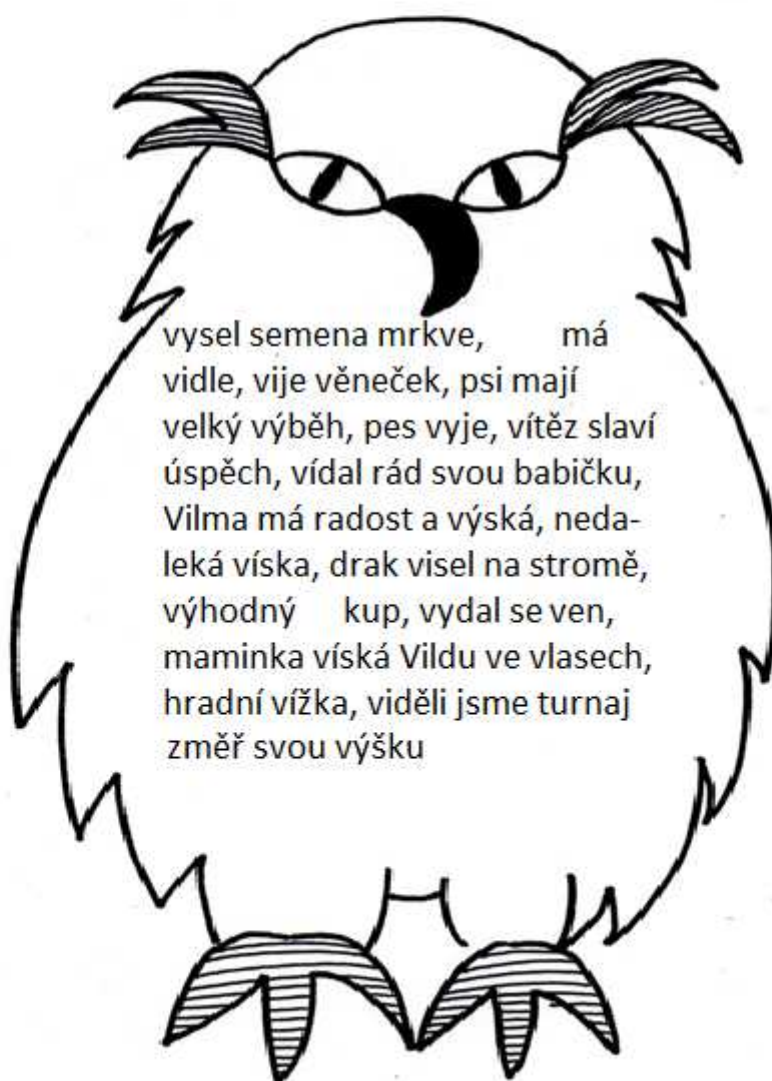 vysel semena mrkve, má
vidle, vije věneček, psi mají
velký výběh, pes vyje, vítěz slaví
úspěch, vídal rád svou babičku,
Vilma má radost a výská, neda-
leká víska, drak visel na stromě,
výhodný kup, vydal se ven,
maminka víská Vildu ve vlasech,
hradní vížka, viděli jsme turnaj
změř svou výšku